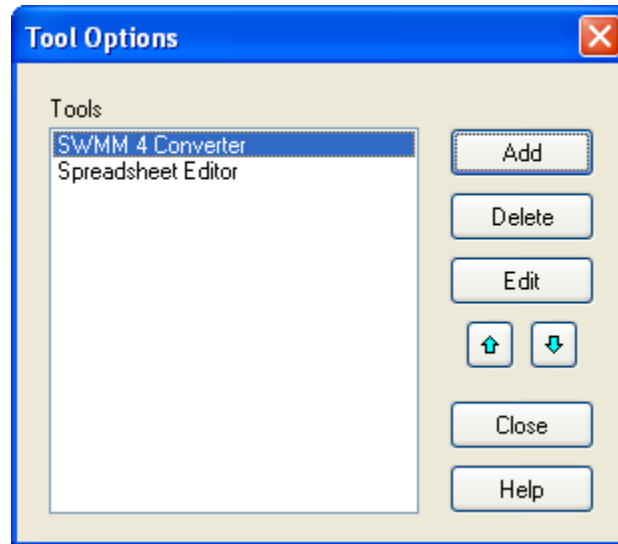 Tool Options
Tools
SWMM 4 Converter
Spreadsheet Editor
Add
Delete
Edit
Close
Help